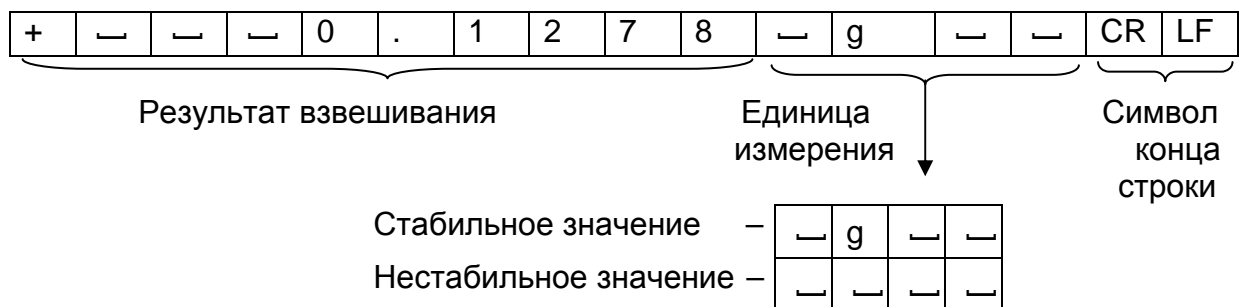 + ⎵ ⎵ ⎵ 0 . 1 2 7 8 ⎵ g ⎵ ⎵ CR LF
Результат взвешивания
Единица
измерения
Символ
конца
строки
Стабильное значение – ⎵ g ⎵ ⎵
Нестабильное значение – ⎵ ⎵ ⎵ ⎵